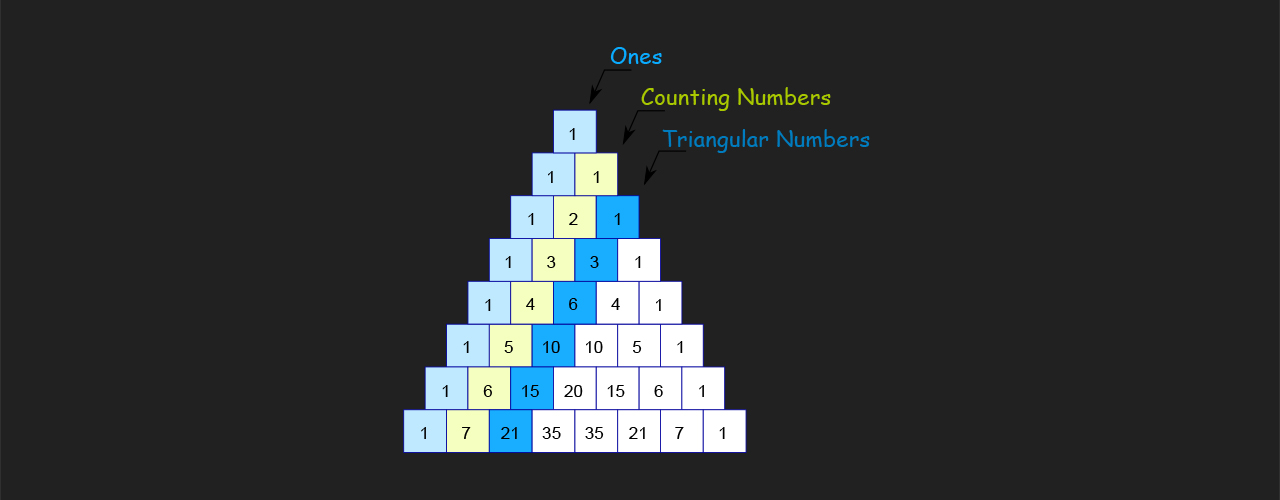 Ones
Counting Numbers
1
Triangular Numbers
1 1
1 2 1
1 3 3 1
1 4 6 4 1
1 5 10 10 5 1
1 6 15 20 15 6 1
1 7 21 35 35 21 7 1